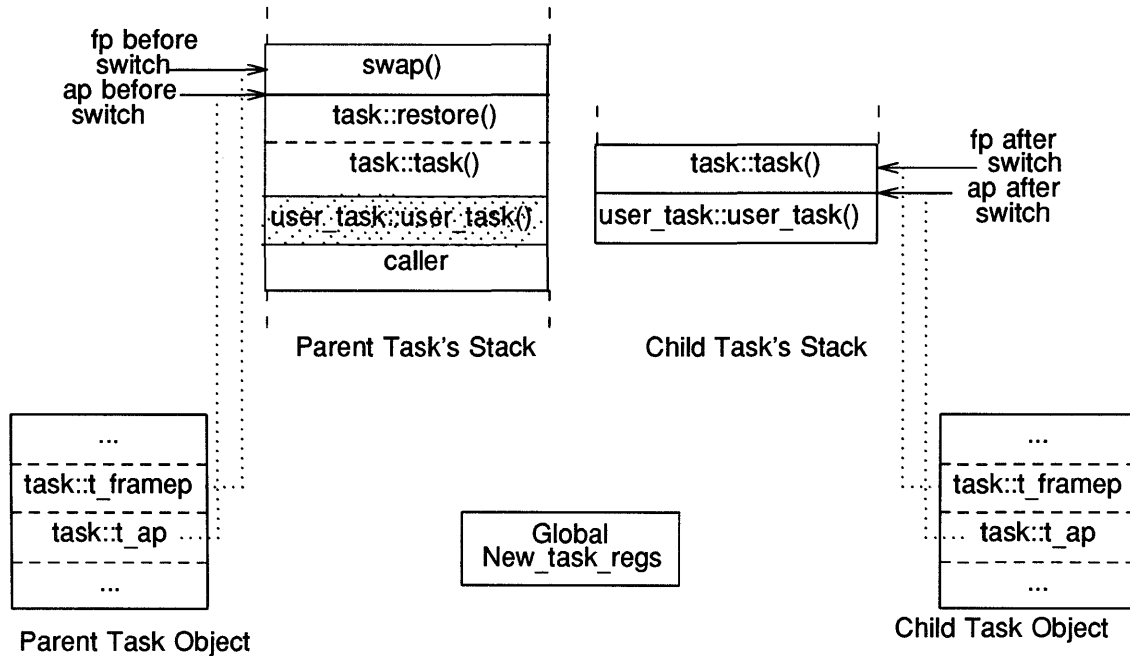 fp before
switch
ap before
switch
swap()
task::restore()
task::task()
user_task::user_task()
caller
Parent Task's Stack
task::task()
user_task::user_task()
fp after
switch
ap after
switch
Child Task's Stack
...
task::t_framep
task::t_ap
...
Parent Task Object
Global
New_task_regs
...
task::t_framep
task::t_ap
...
Child Task Object